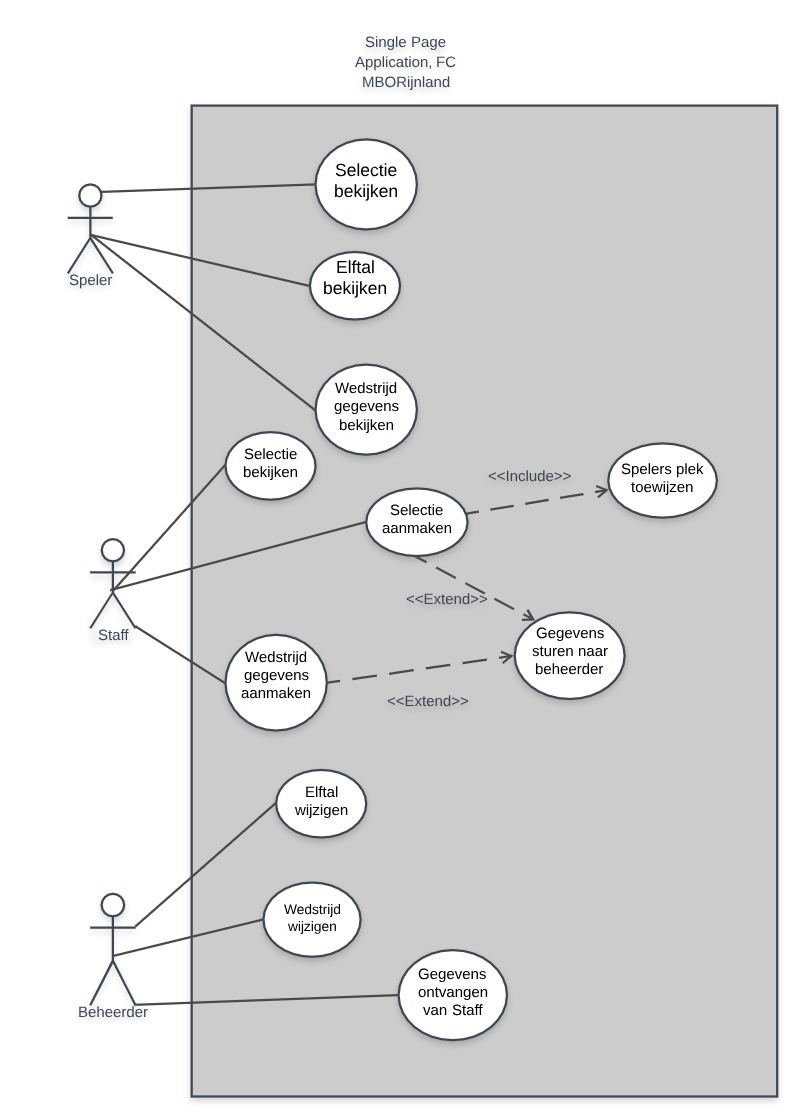 Single Page
Application, FC
MBORijnland
Selectie
bekijken
Speler
Elftal
bekijken
Wedstrijd
gegevens
bekijken
Selectie
bekijken
<<Include>>
Spelers plek
toewijzen
Selectie
aanmaken
Staff
<<Extend>>
Gegevens
sturen naar
beheerder
Wedstrijd
gegevens
aanmaken
<<Extend>>
Elftal
wijzigen
Wedstrijd
wijzigen
Beheerder
Gegevens
ontvangen
van Staff